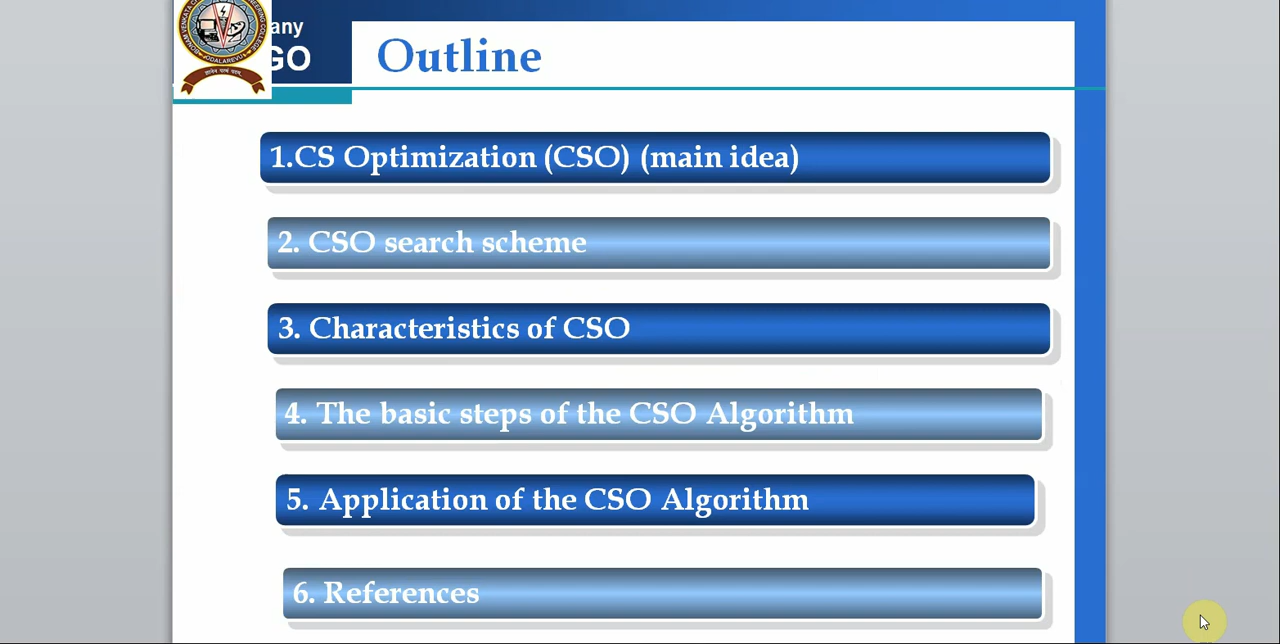 any
GO
Outline
1.CS Optimization (CSO) (main idea)
2. CSO search scheme
3. Characteristics of CSO
4. The basic steps of the CSO Algorithm
5. Application of the CSO Algorithm
6. References